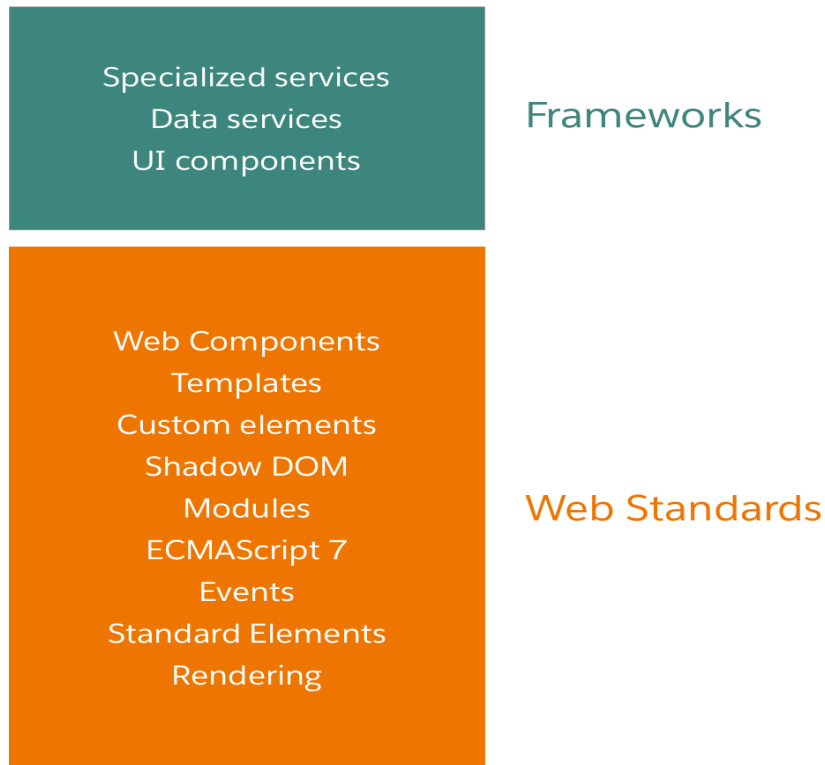 Specialized services
Data services
UI components
Frameworks
Web Components
Templates
Custom elements
Shadow DOM
Modules
ECMAScript 7
Events
Standard Elements
Rendering
Web Standards